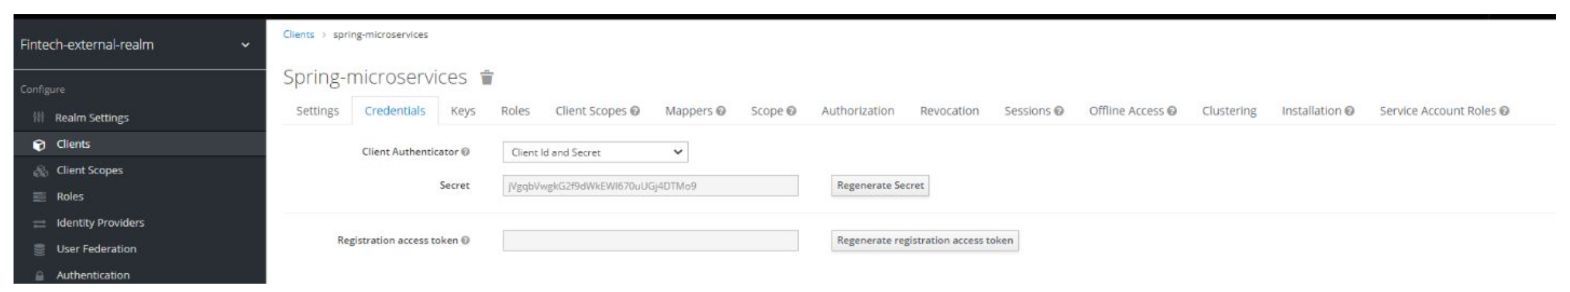 Fintech-external-realm
Configure
Realm Settings
Clients
Client Scopes
Roles
Identity Providers
User Federation
Authentication
Clients > spring-microservices
Spring-microservices
Settings Credentials Keys Roles Client Scopes Mappers Scope Authorization Revocation Sessions Offline Access Clustering Installation Service Account Roles
Client Authenticator Client Id and Secret
Secret Regenerate Secret
Registration access token Regenerate registration access token